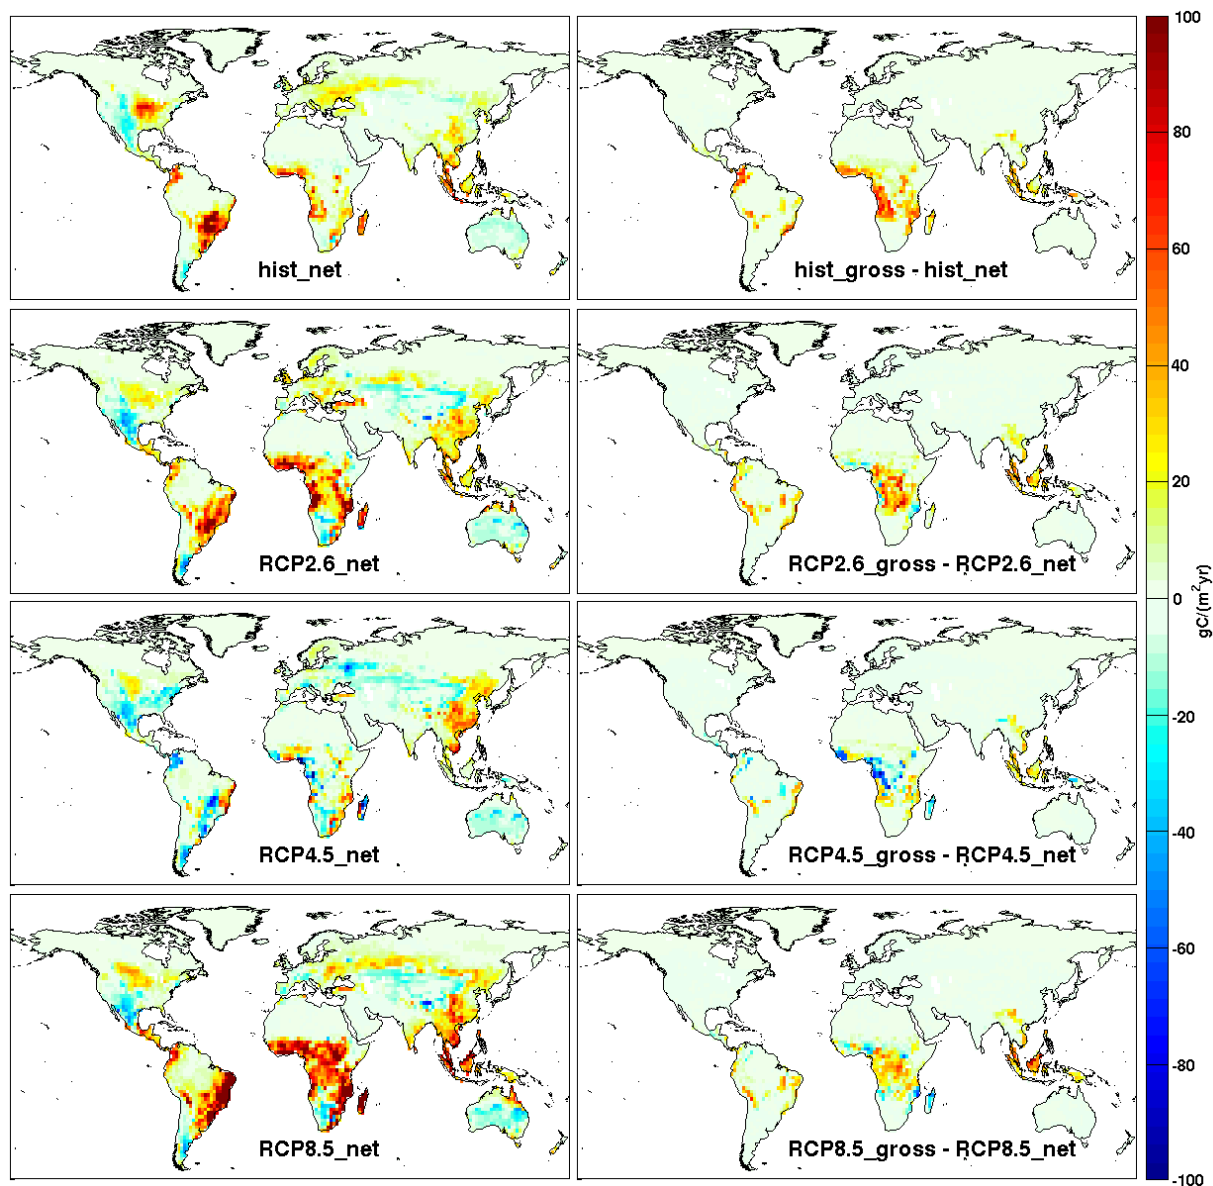 hist_net
hist_gross - hist_net
RCP2.6_net
RCP2.6_gross - RCP2.6_net
RCP4.5_net
RCP4.5_gross - RCP4.5_net
RCP8.5_net
RCP8.5_gross - RCP8.5_net
100
80
60
40
20
0
-20
-40
-60
-80
-100
gC/(m²yr)